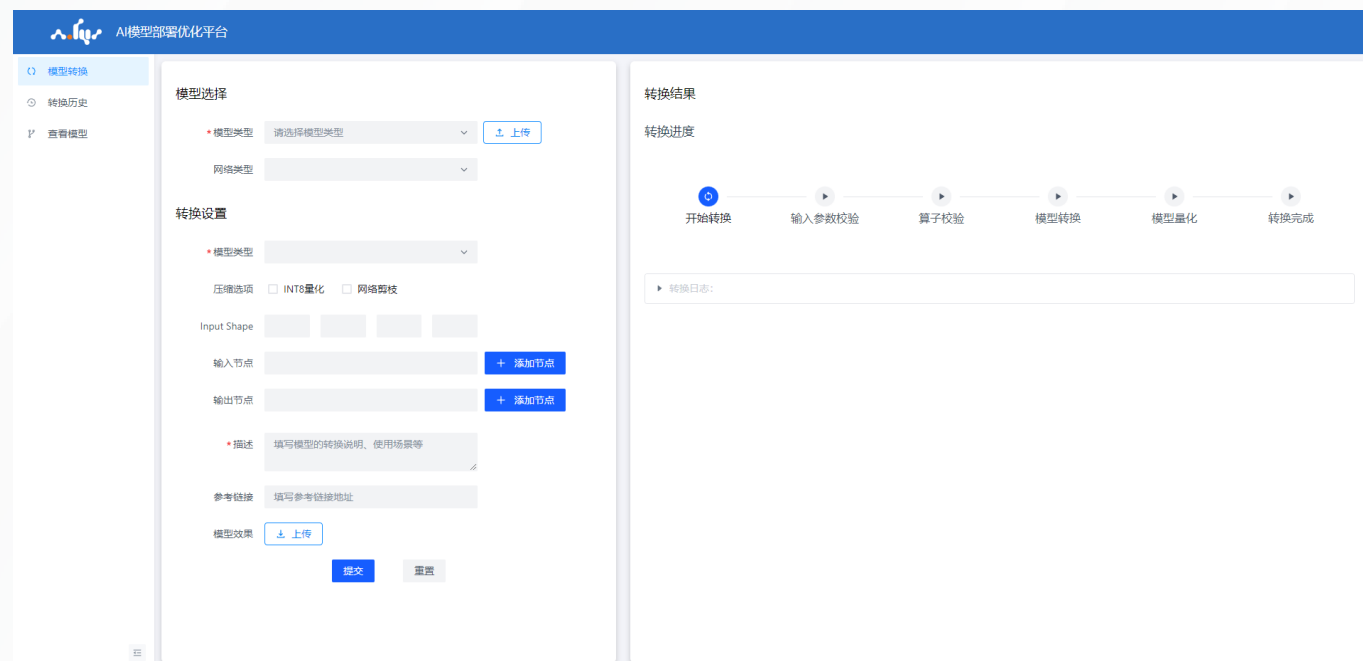 AI模型部署优化平台
模型转换
转换历史
查看模型
模型选择
*模型类型 请选择模型类型 上传
网络类型
转换设置
*模型类型
压缩选项 INT8量化 网络剪枝
Input Shape
输入节点 + 添加节点
输出节点 + 添加节点
*描述 填写模型的转换说明、使用场景等
参考链接 填写参考链接地址
模型效果 上传
提交 重置
转换结果
转换进度
开始转换 输入参数校验 算子校验 模型转换 模型量化 转换完成
转换日志: